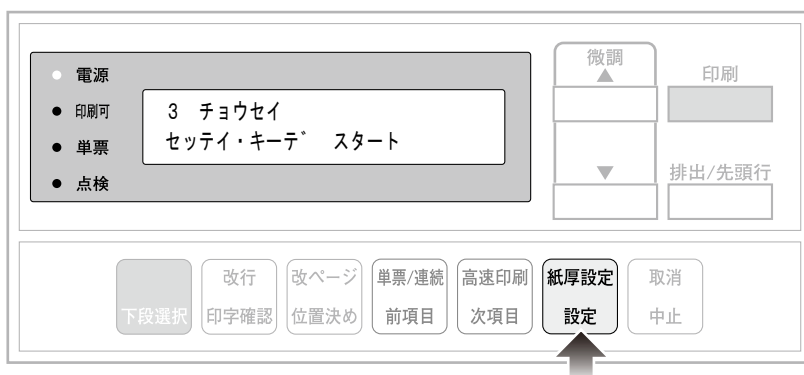 電源
印刷可
単票
点検
3 チョウセイ
セッテイ・キーデ゛ スタート
微調
▲
▼
印刷
排出/先頭行
下段選択
改行
印字確認
改ページ
位置決め
単票/連続
前項目
高速印刷
次項目
紙厚設定
設定
取消
中止